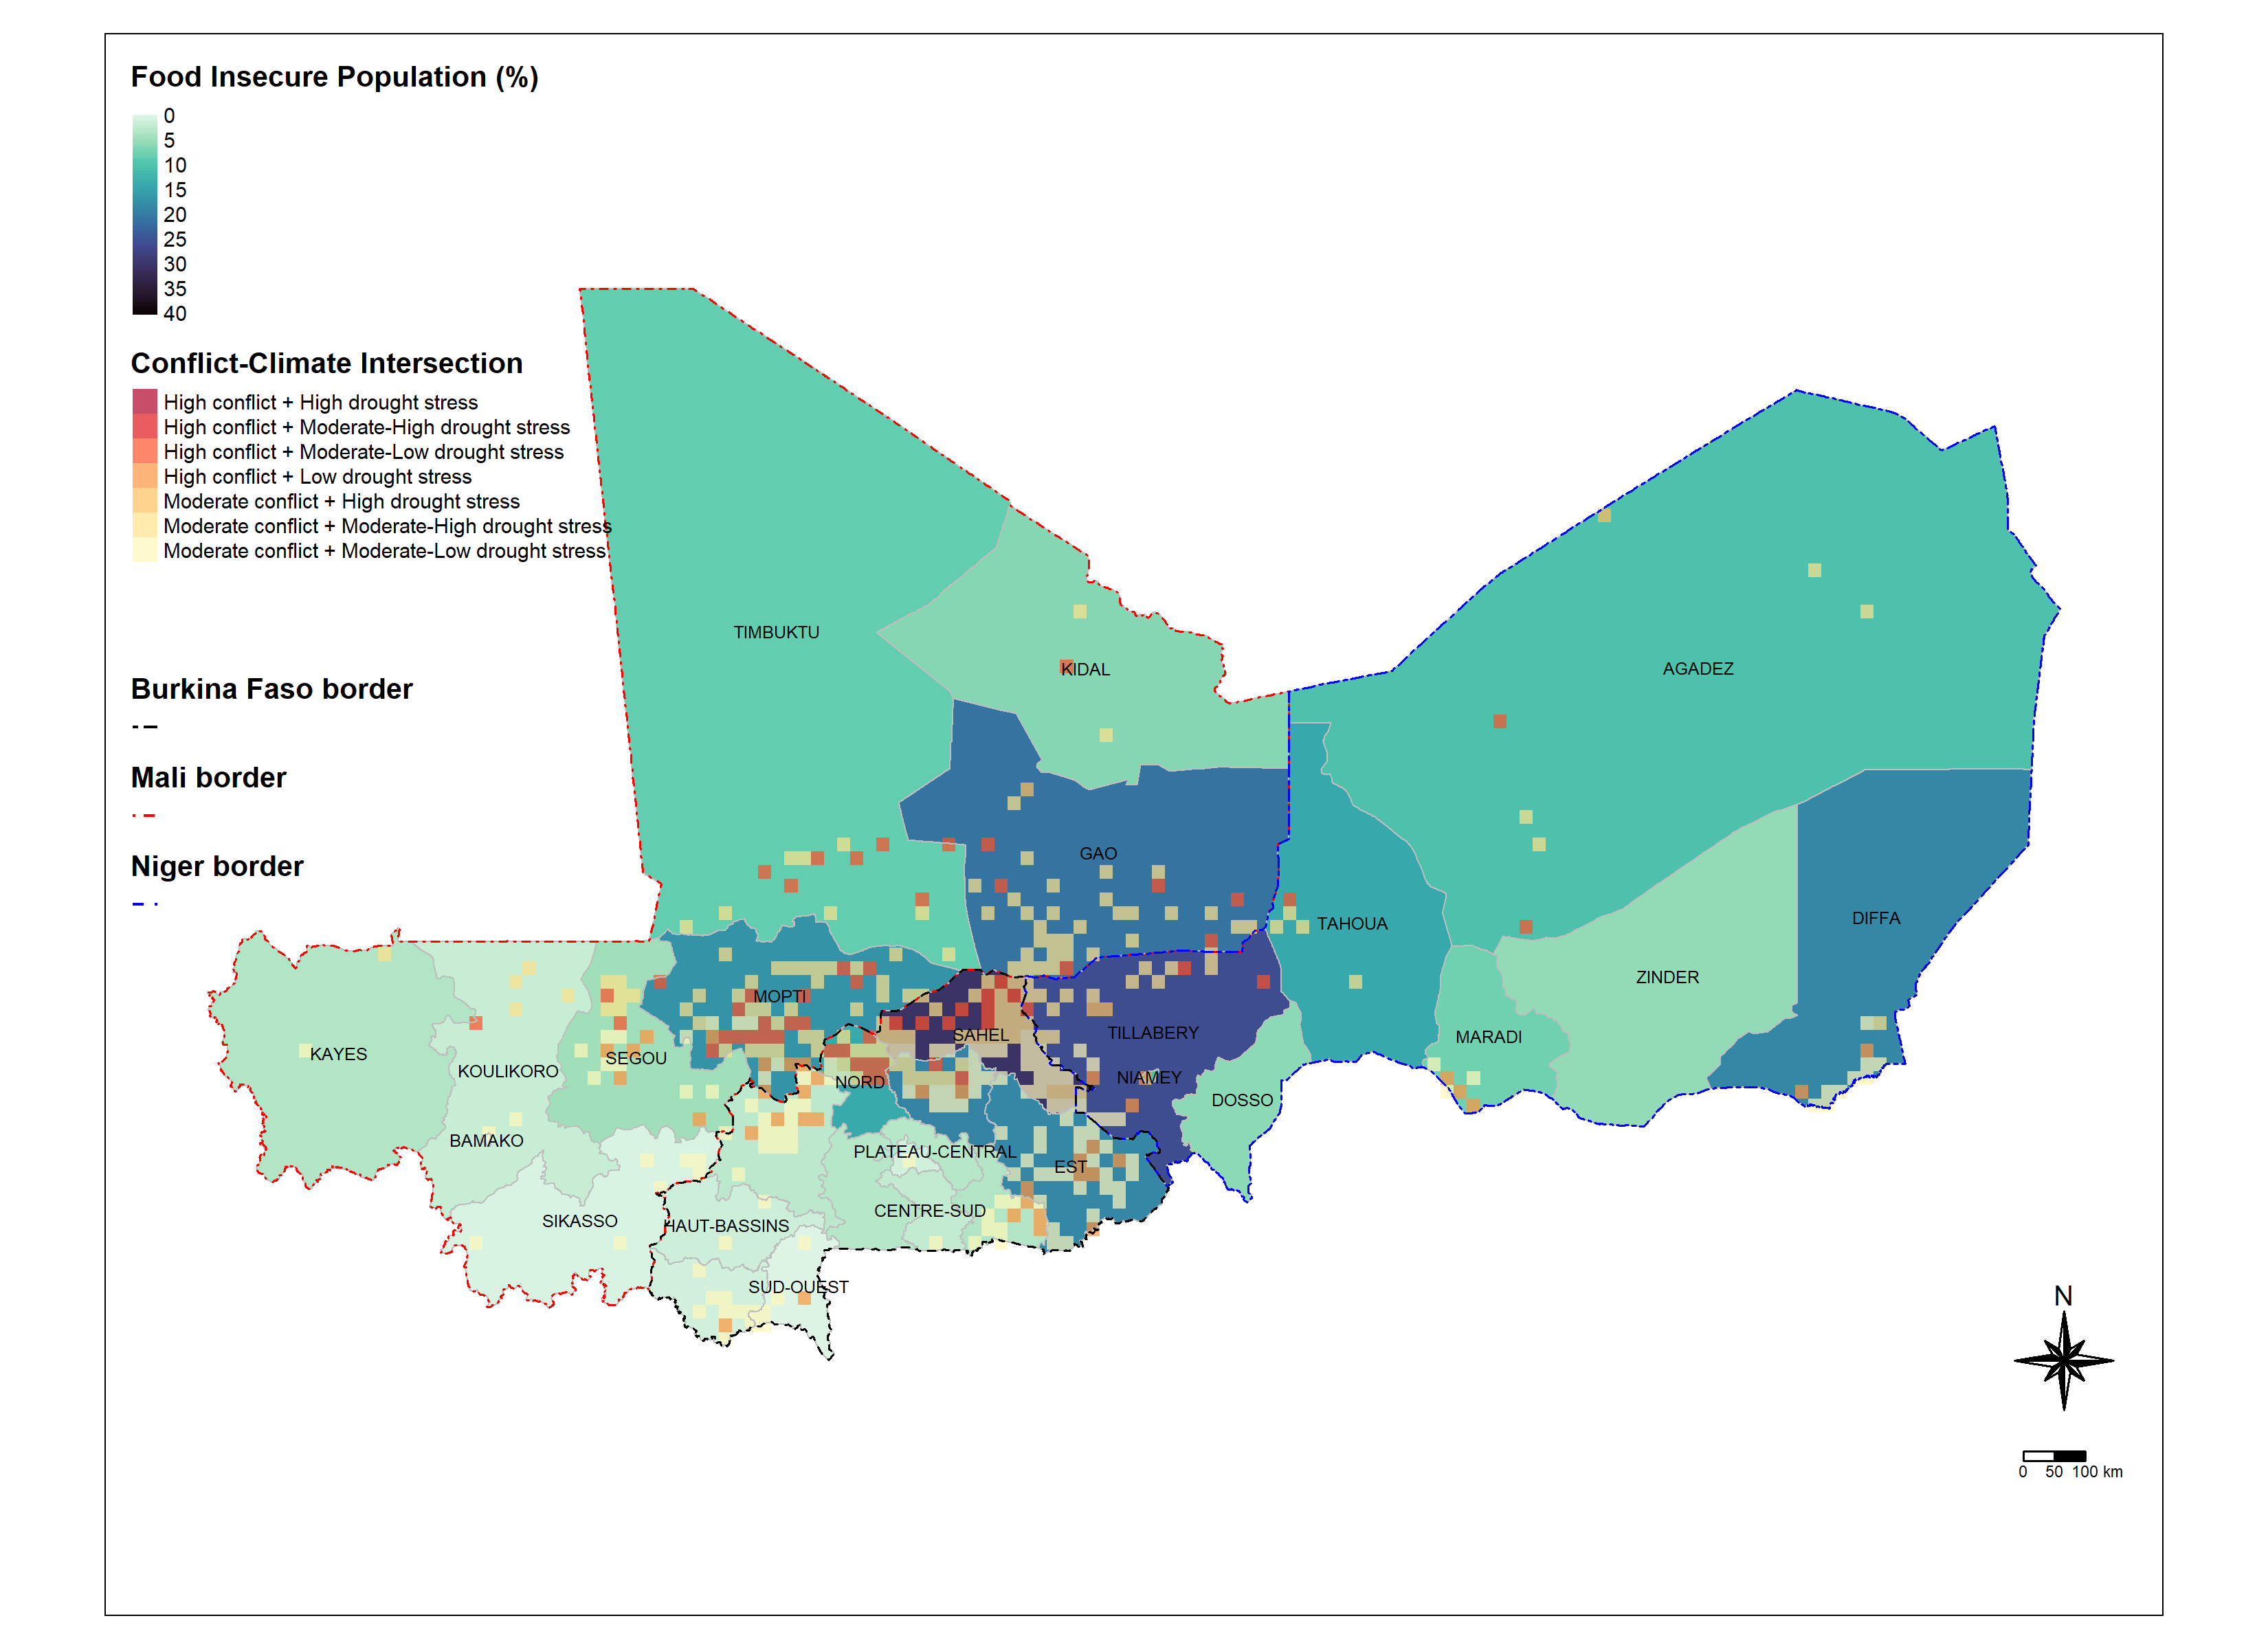 Food Insecure Population (%)
0
5
10
15
20
25
30
35
40
Conflict-Climate Intersection
High conflict + High drought stress
High conflict + Moderate-High drought stress
High conflict + Moderate-Low drought stress
High conflict + Low drought stress
Moderate conflict + High drought stress
Moderate conflict + Moderate-High drought stress
Moderate conflict + Moderate-Low drought stress
Burkina Faso border
Mali border
Niger border
TIMBUKTU
KIDAL
AGADEZ
GAO
TAHOUA
DIFFA
ZINDER
MOPTI
SAHEL
TILLABERY
MARADI
KAYES
SEGOU
KOULIKORO
NORD
NIAMEY
DOSSO
BAMAKO
PLATEAU-CENTRAL
EST
SIKASSO
HAUT-BASSINS
CENTRE-SUD
SUD-OUEST
N
0 50 100 km